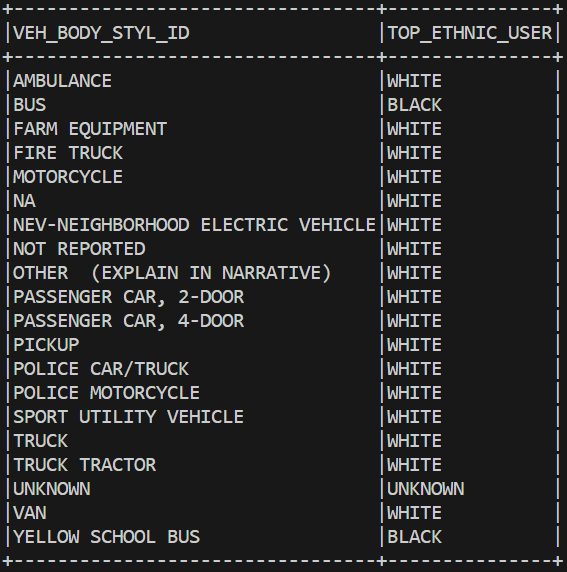 +---------------------------------+---------------+
|VEH_BODY_STYL_ID                 |TOP_ETHNIC_USER|
+---------------------------------+---------------+
|AMBULANCE                        |WHITE          |
|BUS                              |BLACK          |
|FARM EQUIPMENT                   |WHITE          |
|FIRE TRUCK                       |WHITE          |
|MOTORCYCLE                       |WHITE          |
|NA                               |WHITE          |
|NEV-NEIGHBORHOOD ELECTRIC VEHICLE|WHITE          |
|NOT REPORTED                     |WHITE          |
|OTHER  (EXPLAIN IN NARRATIVE)    |WHITE          |
|PASSENGER CAR, 2-DOOR            |WHITE          |
|PASSENGER CAR, 4-DOOR            |WHITE          |
|PICKUP                           |WHITE          |
|POLICE CAR/TRUCK                 |WHITE          |
|POLICE MOTORCYCLE                |WHITE          |
|SPORT UTILITY VEHICLE            |WHITE          |
|TRUCK                            |WHITE          |
|TRUCK TRACTOR                    |WHITE          |
|UNKNOWN                          |UNKNOWN        |
|VAN                              |WHITE          |
|YELLOW SCHOOL BUS                |BLACK          |
+---------------------------------+---------------+